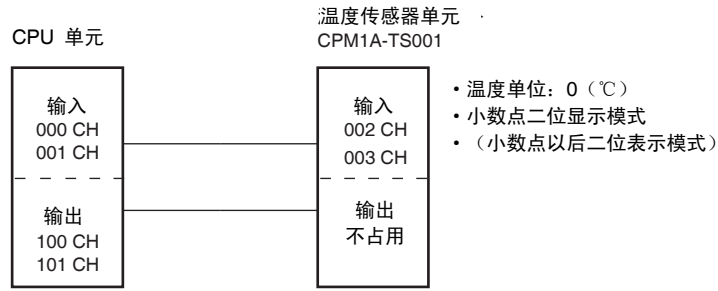 CPU 单元
输入
000 CH
001 CH
输出
100 CH
101 CH
温度传感器单元
CPM1A-TS001
输入
002 CH
003 CH
输出
不占用
・温度单位：0（℃）
・小数点二位显示模式
・（小数点以后二位表示模式）